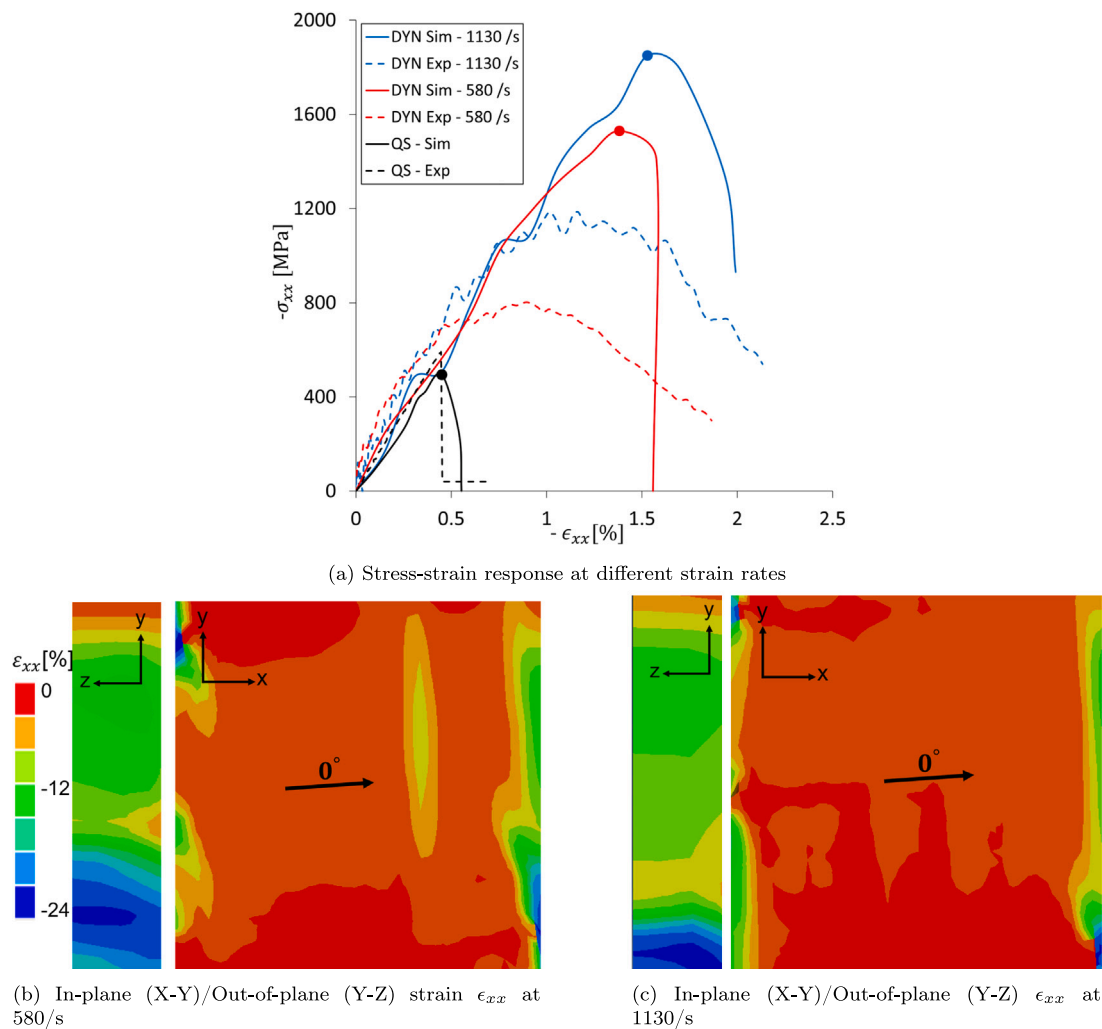 2000
1600
1200
800
400
0
-σxx [MPa]
DYN Sim - 1130 /s
DYN Exp - 1130 /s
DYN Sim - 580 /s
DYN Exp - 580 /s
QS - Sim
QS - Exp
0 0.5 1 1.5 2 2.5
- ϵxx[%]
(a) Stress-strain response at different strain rates
εxx[%]
0
-12
-24
y
z
y
x
0°
y
z
y
x
0°
(b) In-plane (X-Y)/Out-of-plane (Y-Z) strain ϵxx at
580/s
(c) In-plane (X-Y)/Out-of-plane (Y-Z) ϵxx at
1130/s